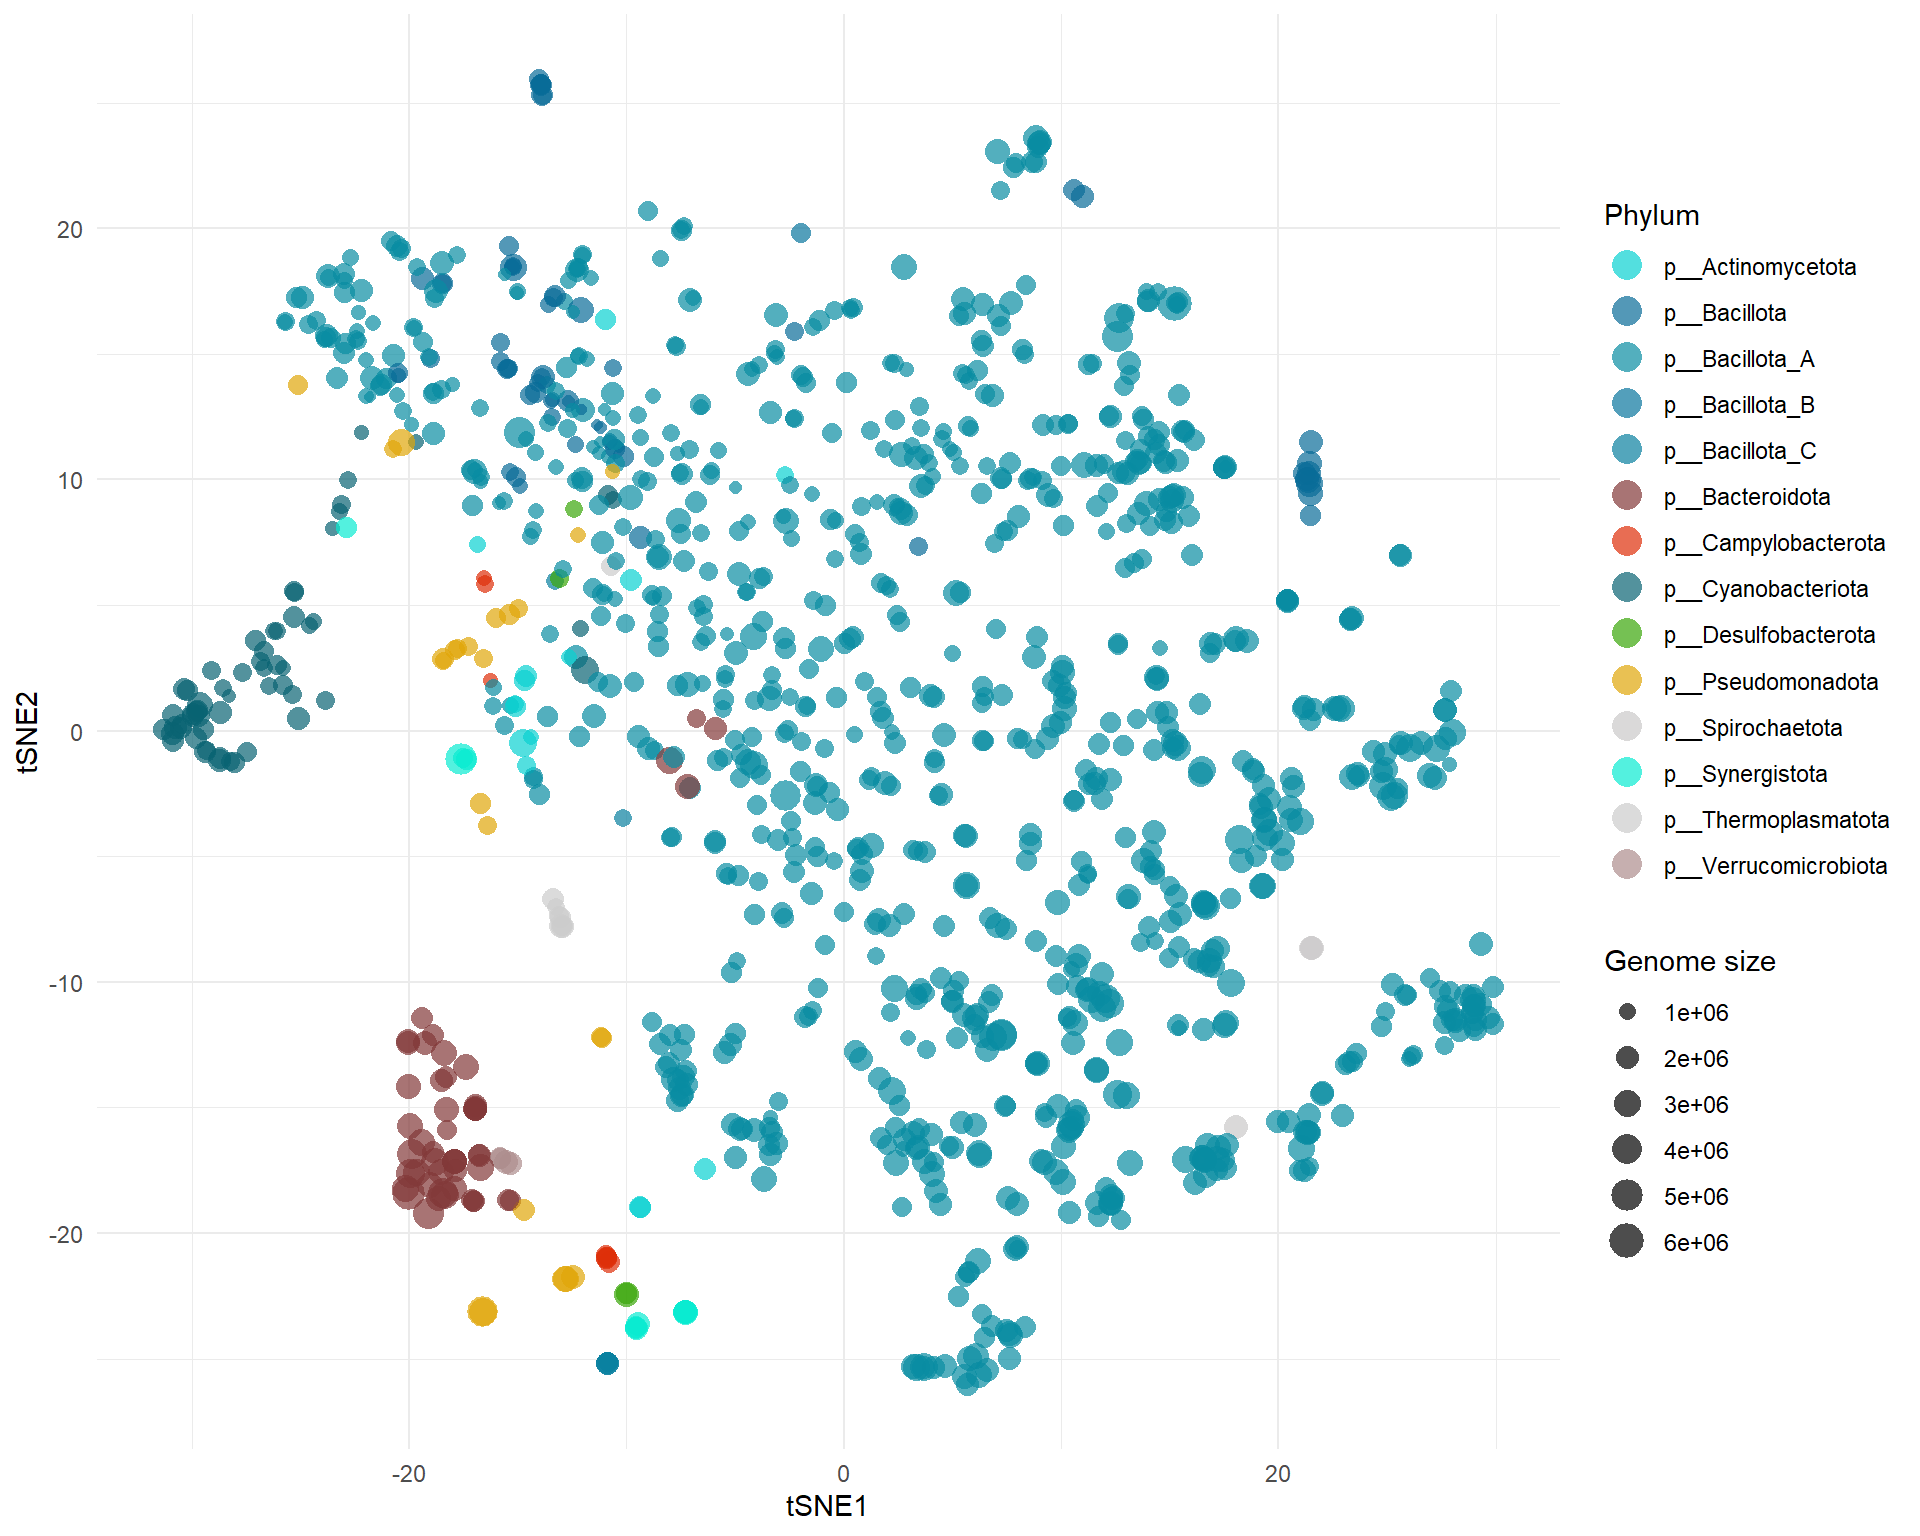 20
10
0
-10
-20
tSNE2
-20
0
20
tSNE1
Phylum
p__Actinomycetota
p__Bacillota
p__Bacillota_A
p__Bacillota_B
p__Bacillota_C
p__Bacteroidota
p__Campylobacterota
p__Cyanobacteriota
p__Desulfobacterota
p__Pseudomonadota
p__Spirochaetota
p__Synergistota
p__Thermoplasmatota
p__Verrucomicrobiota
Genome size
1e+06
2e+06
3e+06
4e+06
5e+06
6e+06